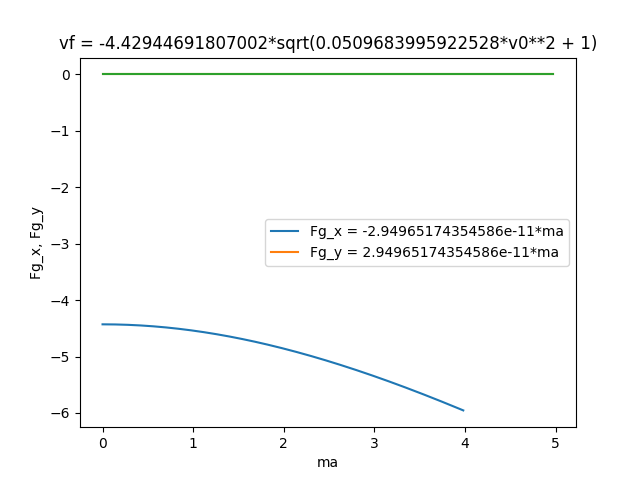 vf = -4.42944691807002*sqrt(0.0509683995922528*v0**2 + 1)
0
−1
−2
−3
−4
−5
−6
Fg_x, Fg_y
Fg_x = -2.94965174354586e-11*ma
Fg_y = 2.94965174354586e-11*ma
0
1
2
3
4
5
ma